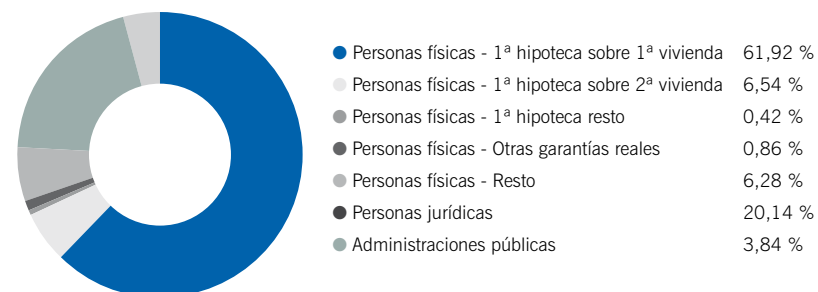 Personas físicas - 1ª hipoteca sobre 1ª vivienda 61,92 %
Personas físicas - 1ª hipoteca sobre 2ª vivienda 6,54 %
Personas físicas - 1ª hipoteca resto 0,42 %
Personas físicas - Otras garantías reales 0,86 %
Personas físicas - Resto 6,28 %
Personas jurídicas 20,14 %
Administraciones públicas 3,84 %